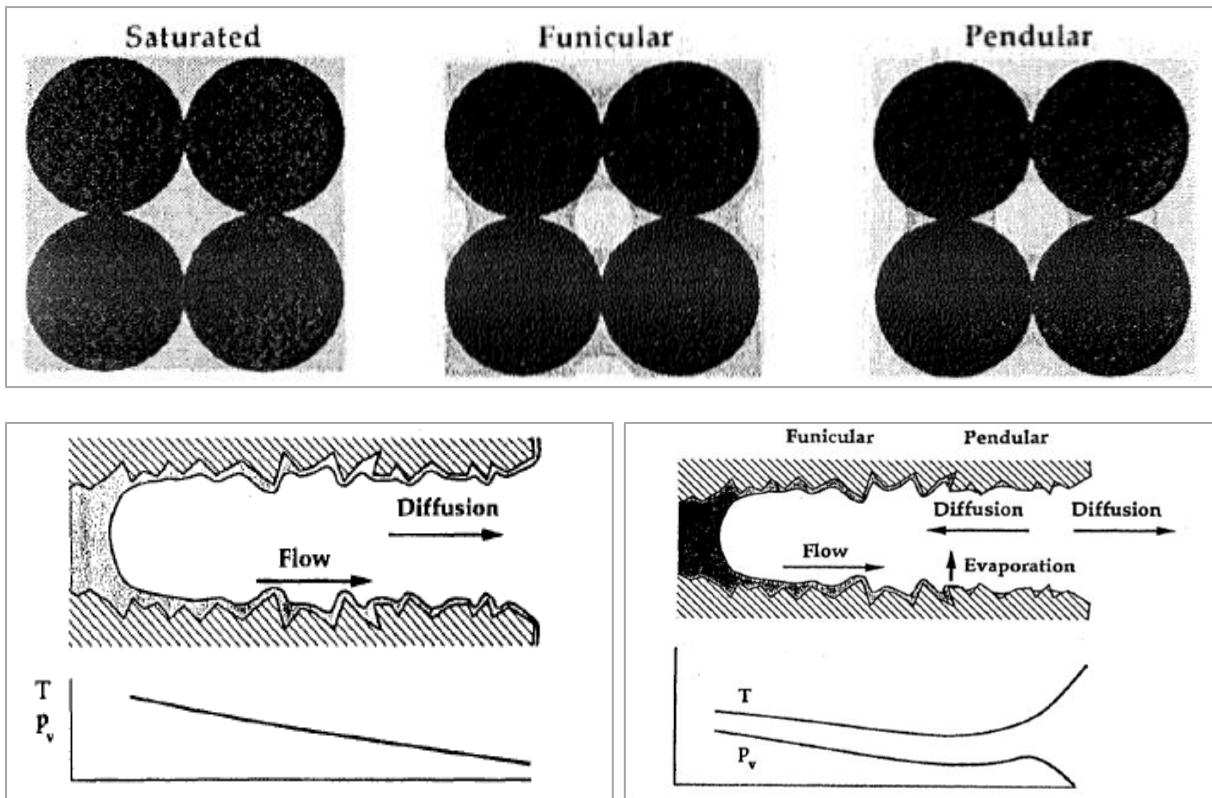 Saturated Funicular Pendular
Diffusion
Flow
T
Pv
Funicular Pendular
Diffusion Diffusion
Flow
Evaporation
T
Pv